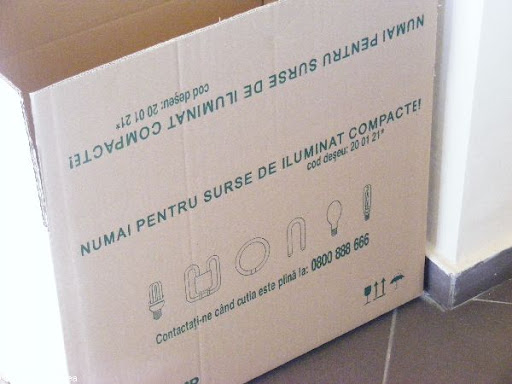 NUMAI PENTRU SURSE DE ILUMINAT COMPACTE!
cod deşeu: 20 01 21*
NUMAI PENTRU SURSE DE ILUMINAT COMPACTE!
cod deşeu: 20 01 21*
Contactaţi-ne când cutia este plină la: 0800 888 666